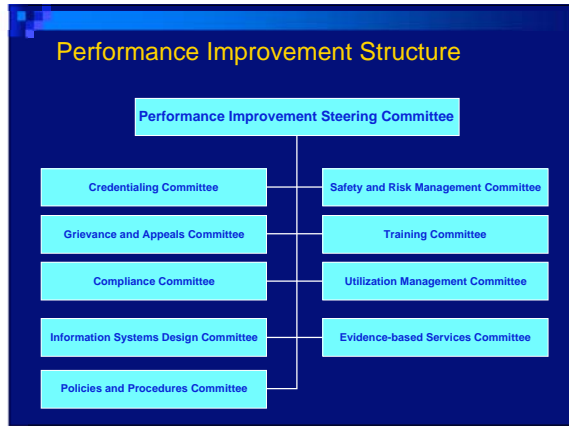 Performance Improvement Structure
Performance Improvement Steering Committee
Credentialing Committee
Safety and Risk Management Committee
Grievance and Appeals Committee
Training Committee
Compliance Committee
Utilization Management Committee
Information Systems Design Committee
Evidence-based Services Committee
Policies and Procedures Committee